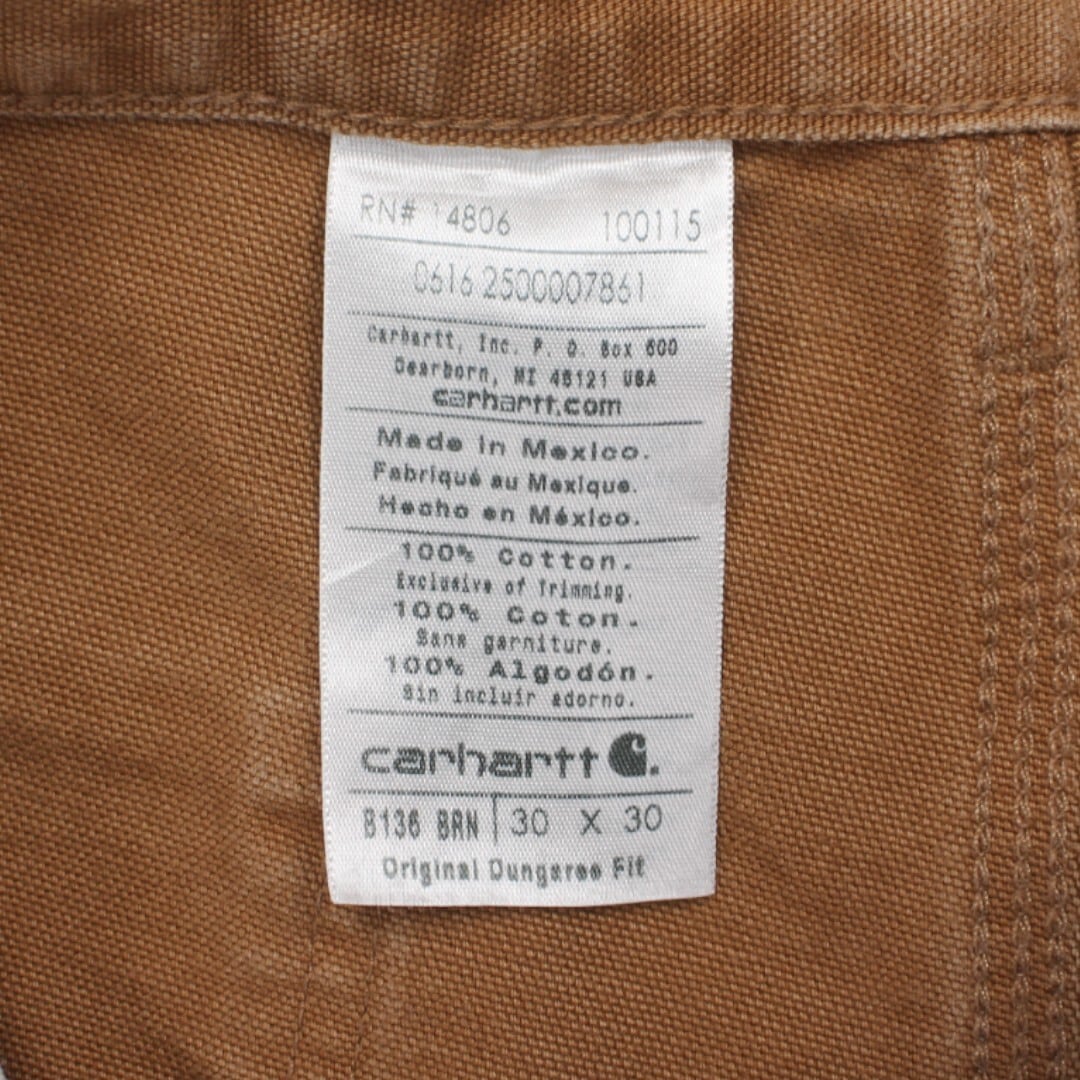 RN# 14806 100115
0616 2500007861
Carhartt, Inc. P. O. Box 600
Dearborn, MI 48121 USA
carhartt.com
Made in Mexico.
Fabriqué au Mexique.
Hecho en México.
100% Cotton.
Exclusive of Trimming.
100% Coton.
Sans garniture.
100% Algodón.
Sin incluir adorno.
carhartt
B136 BRN 30 X 30
Original Dungaree Fit